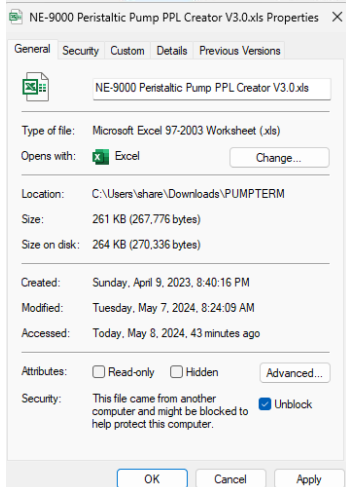 NE-9000 Peristaltic Pump PPL Creator V3.0.xls Properties
General Security Custom Details Previous Versions
NE-9000 Peristaltic Pump PPL Creator V3.0.xls
Type of file: Microsoft Excel 97-2003 Worksheet (.xls)
Opens with: Excel Change...
Location: C:\Users\share\Downloads\PUMPTERM
Size: 261 KB (267,776 bytes)
Size on disk: 264 KB (270,336 bytes)
Created: Sunday, April 9, 2023, 8:40:16 PM
Modified: Tuesday, May 7, 2024, 8:24:09 AM
Accessed: Today, May 8, 2024, 43 minutes ago
Attributes: Read-only Hidden Advanced...
Security: This file came from another
computer and might be blocked to
help protect this computer.
Unblock
OK Cancel Apply